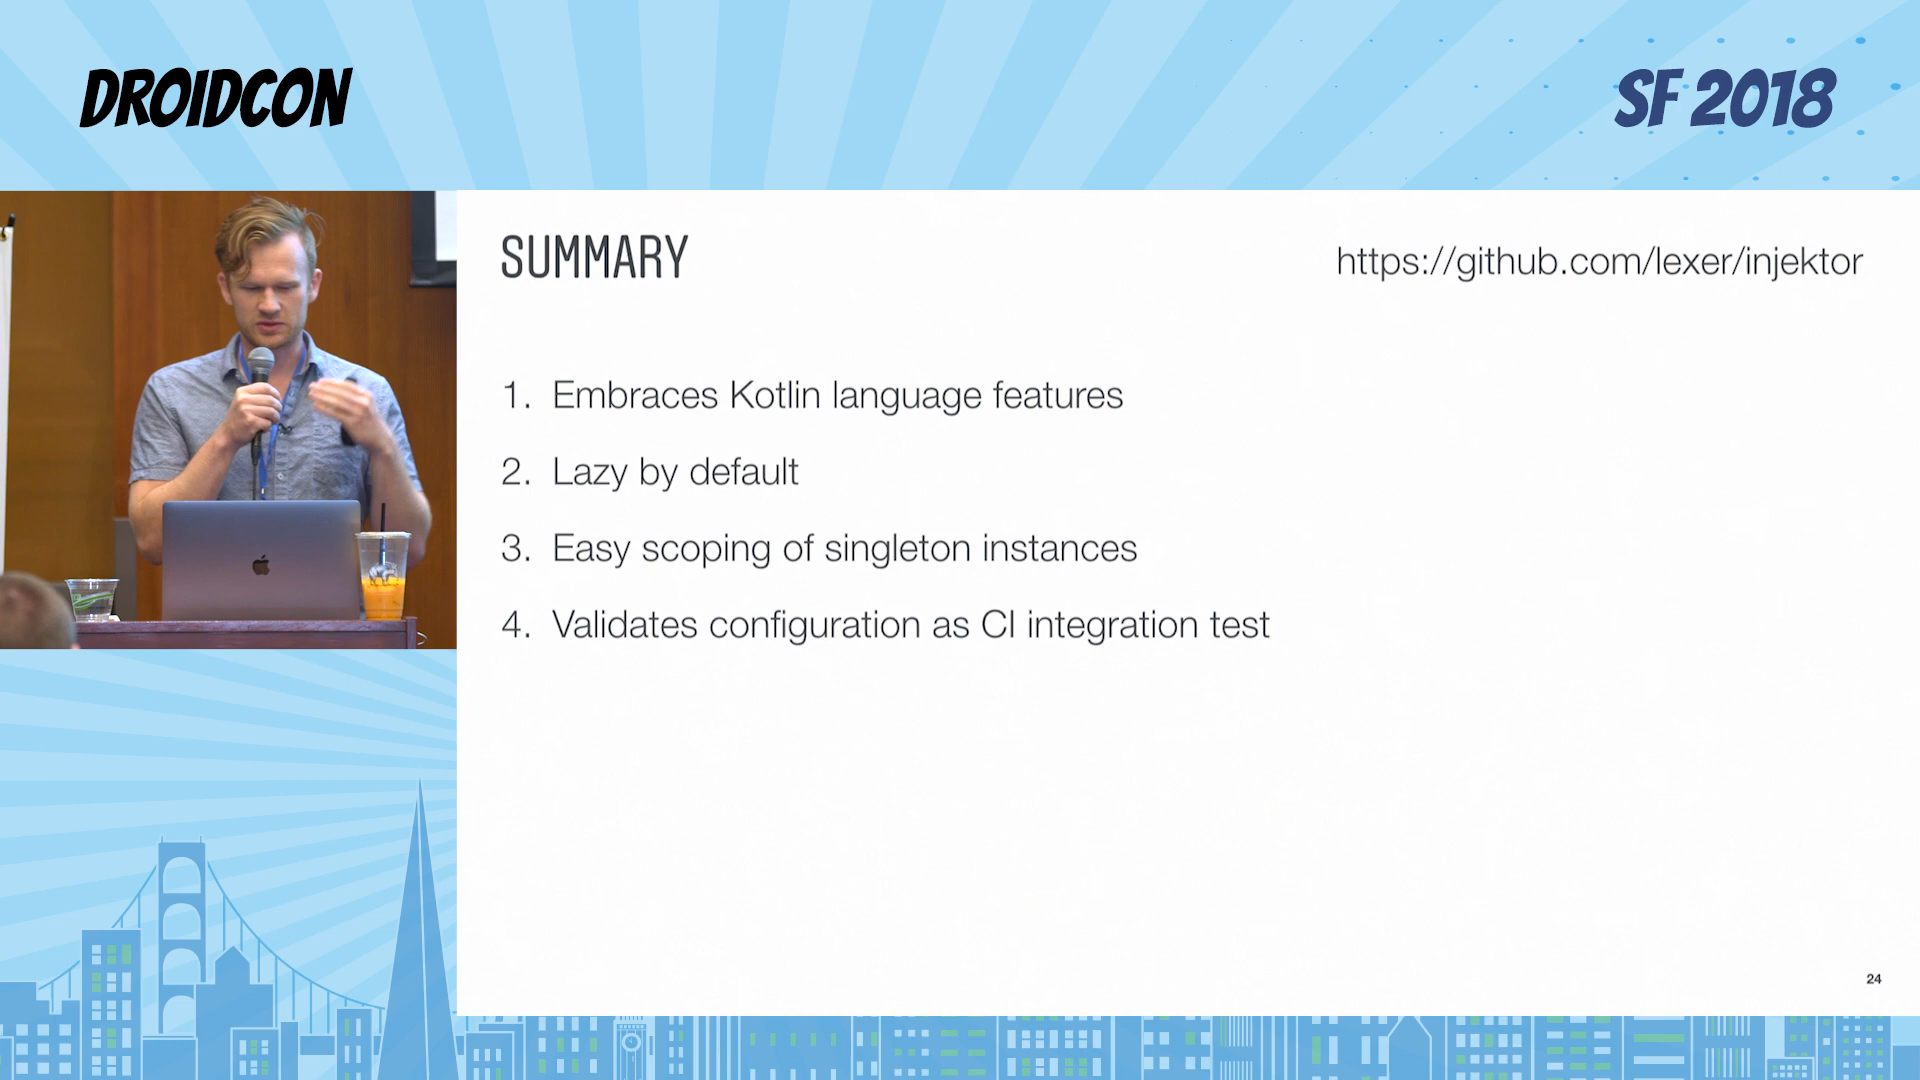 DROIDCON
SF 2018
SUMMARY
https://github.com/lexer/injektor
1. Embraces Kotlin language features
2. Lazy by default
3. Easy scoping of singleton instances
4. Validates configuration as CI integration test
24